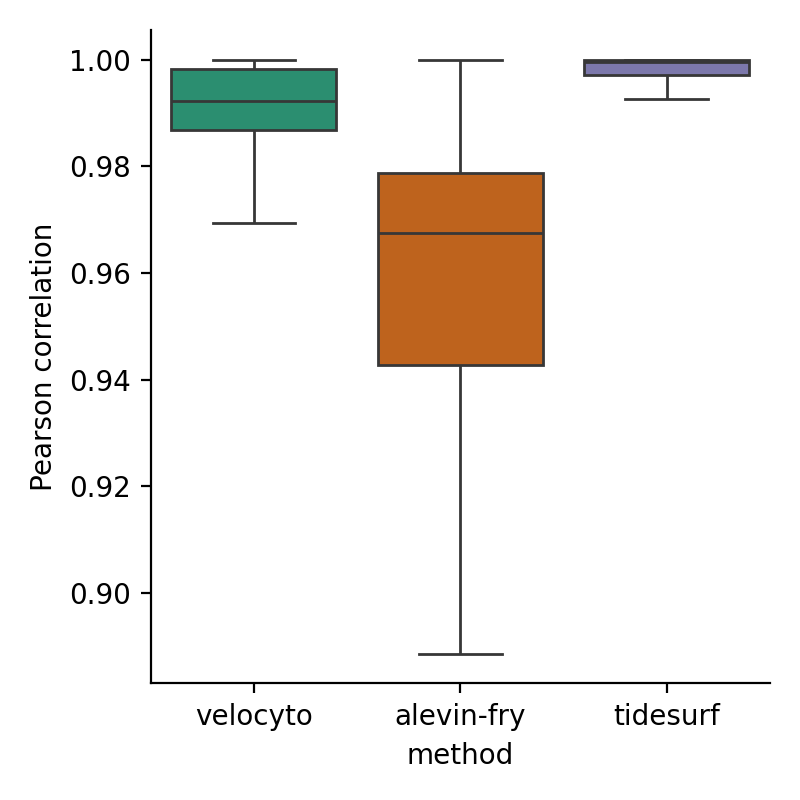 Pearson correlation
1.00
0.98
0.96
0.94
0.92
0.90
velocyto
alevin-fry
tidesurf
method